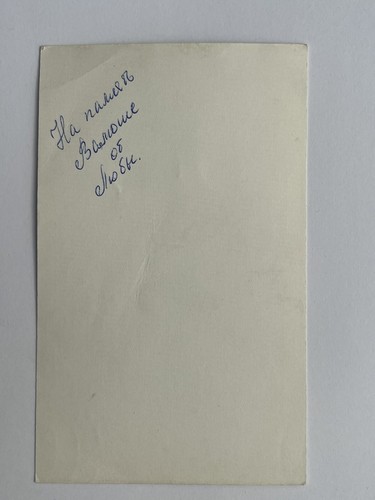 На память
Валюше
от
Любы.